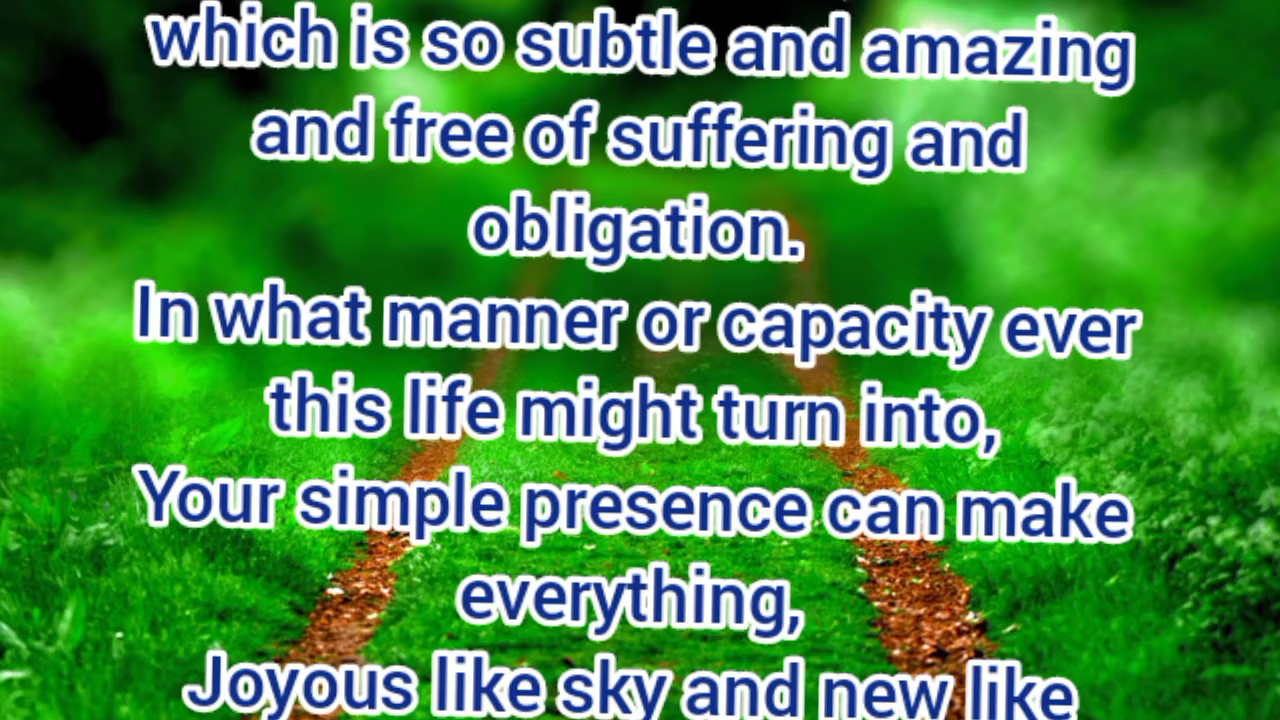 which is so subtle and amazing
and free of suffering and
obligation.
In what manner or capacity ever
this life might turn into,
Your simple presence can make
everything,
Joyous like sky and new like